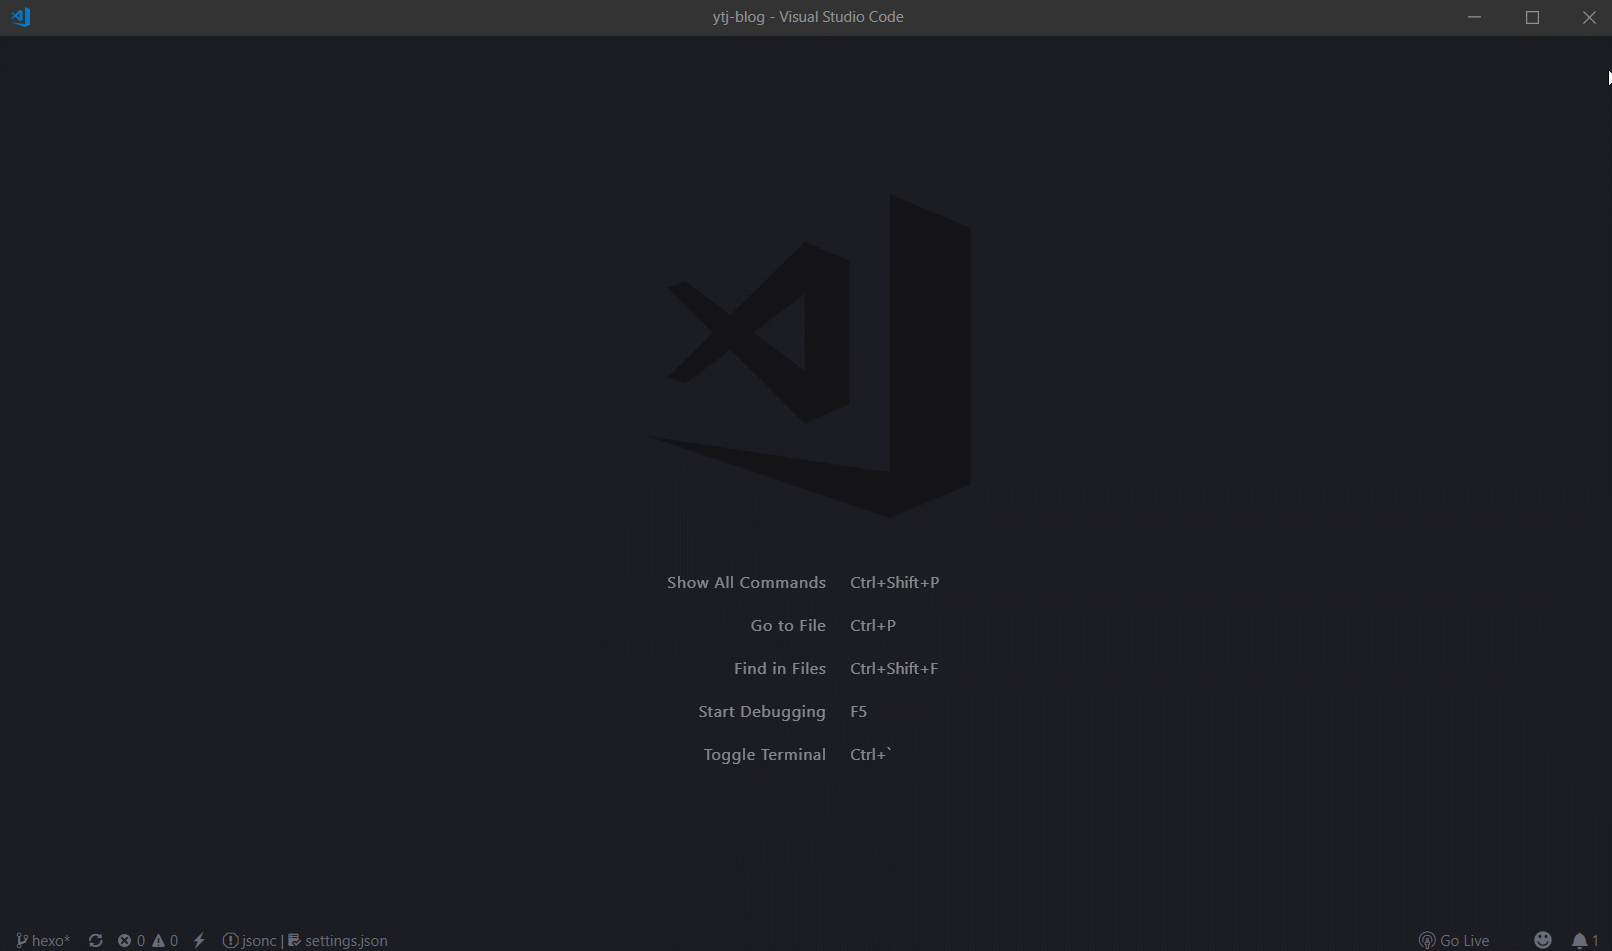 ytj-blog - Visual Studio Code
Show All Commands Ctrl+Shift+P
Go to File Ctrl+P
Find in Files Ctrl+Shift+F
Start Debugging F5
Toggle Terminal Ctrl+`
hexo* 0 0 jsonc | settings.json Go Live 1